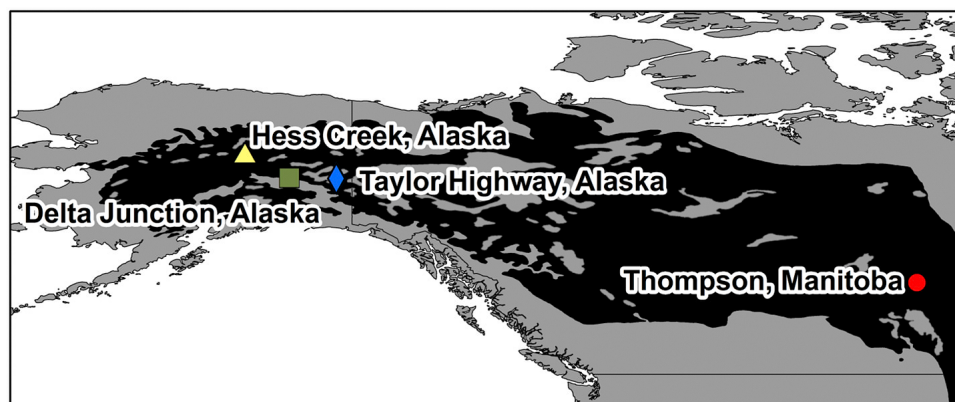 Hess Creek, Alaska
Taylor Highway, Alaska
Delta Junction, Alaska
Thompson, Manitoba